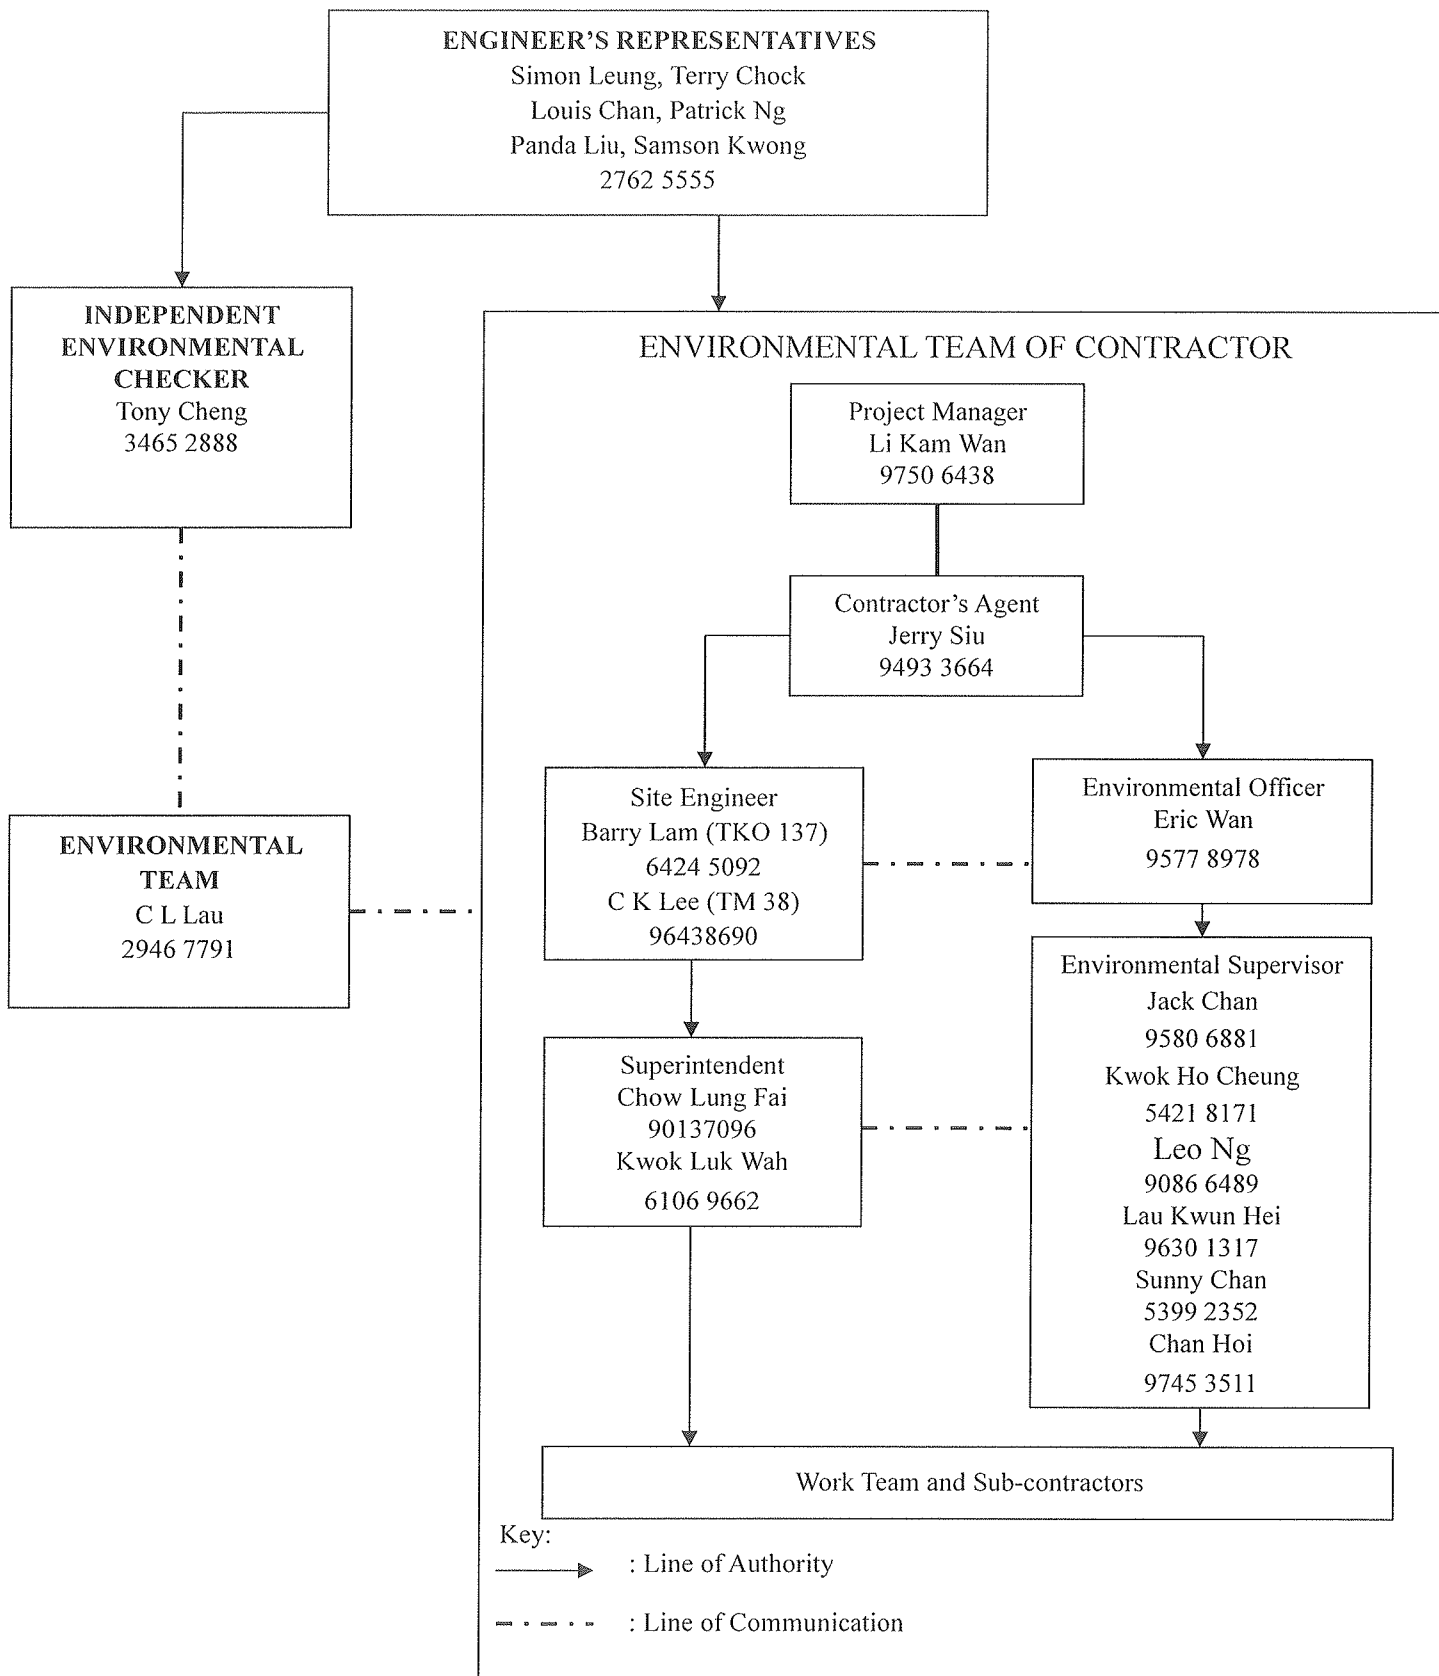 ENGINEER'S REPRESENTATIVES
Simon Leung, Terry Chock
Louis Chan, Patrick Ng
Panda Liu, Samson Kwong
2762 5555
INDEPENDENT
ENVIRONMENTAL
CHECKER
Tony Cheng
3465 2888
ENVIRONMENTAL
TEAM
C L Lau
2946 7791
ENVIRONMENTAL TEAM OF CONTRACTOR
Project Manager
Li Kam Wan
9750 6438
Contractor's Agent
Jerry Siu
9493 3664
Site Engineer
Barry Lam (TKO 137)
6424 5092
C K Lee (TM 38)
96438690
Environmental Officer
Eric Wan
9577 8978
Superintendent
Chow Lung Fai
90137096
Kwok Luk Wah
6106 9662
Environmental Supervisor
Jack Chan
9580 6881
Kwok Ho Cheung
5421 8171
Leo Ng
9086 6489
Lau Kwun Hei
9630 1317
Sunny Chan
5399 2352
Chan Hoi
9745 3511
Work Team and Sub-contractors
Key:
: Line of Authority
: Line of Communication